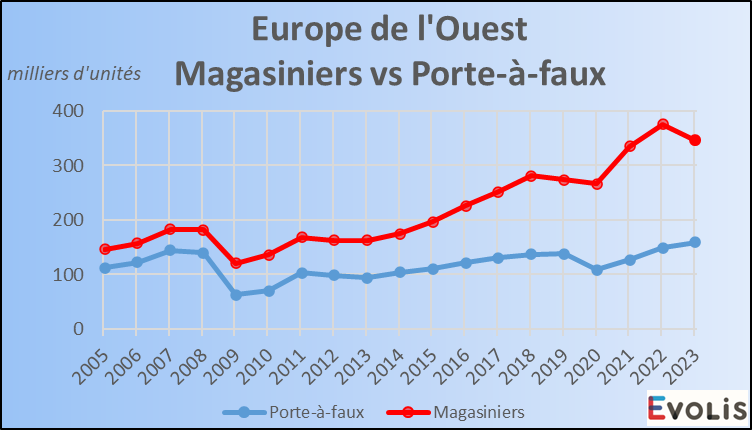 Europe de l'Ouest
Magasiniers vs Porte-à-faux
milliers d'unités
400
300
200
100
0
2005 2006 2007 2008 2009 2010 2011 2012 2013 2014 2015 2016 2017 2018 2019 2020 2021 2022 2023
Porte-à-faux Magasiniers
EVOLIS